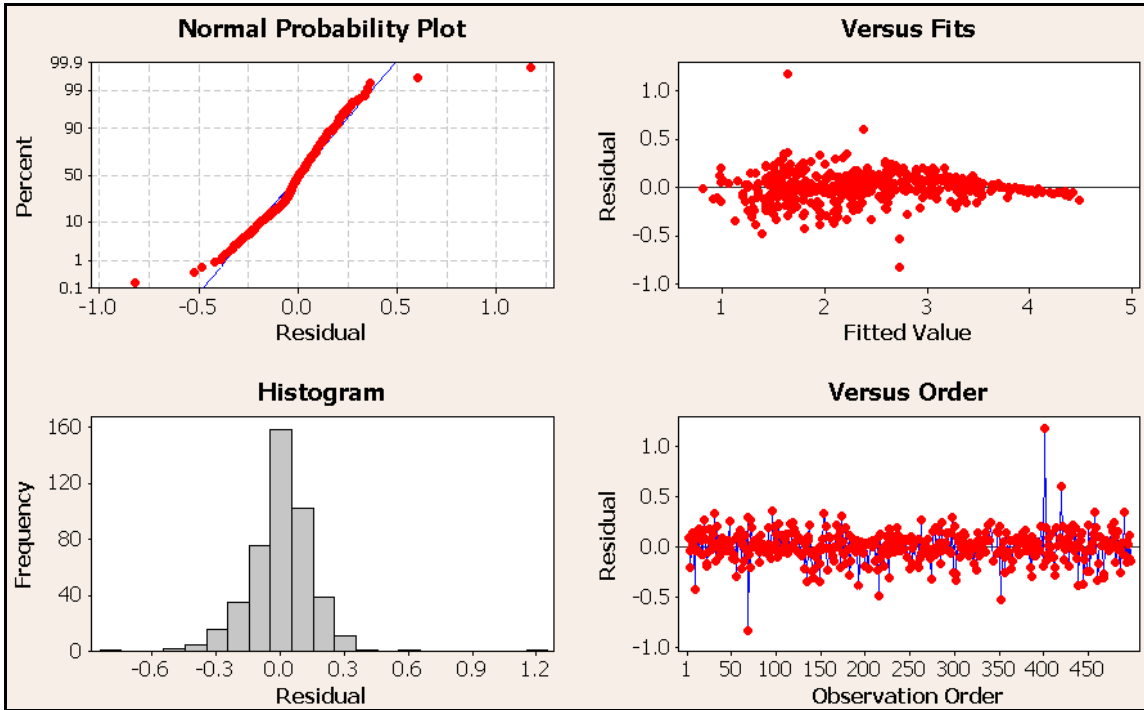 Normal Probability Plot
99.9
99
90
50
10
1
0.1
Percent
-1.0 -0.5 0.0 0.5 1.0
Residual
Versus Fits
1.0
0.5
0.0
-0.5
-1.0
Residual
1 2 3 4 5
Fitted Value
Histogram
160
120
80
40
0
Frequency
-0.6 -0.3 0.0 0.3 0.6 0.9 1.2
Residual
Versus Order
1.0
0.5
0.0
-0.5
-1.0
Residual
1 50 100 150 200 250 300 350 400 450
Observation Order